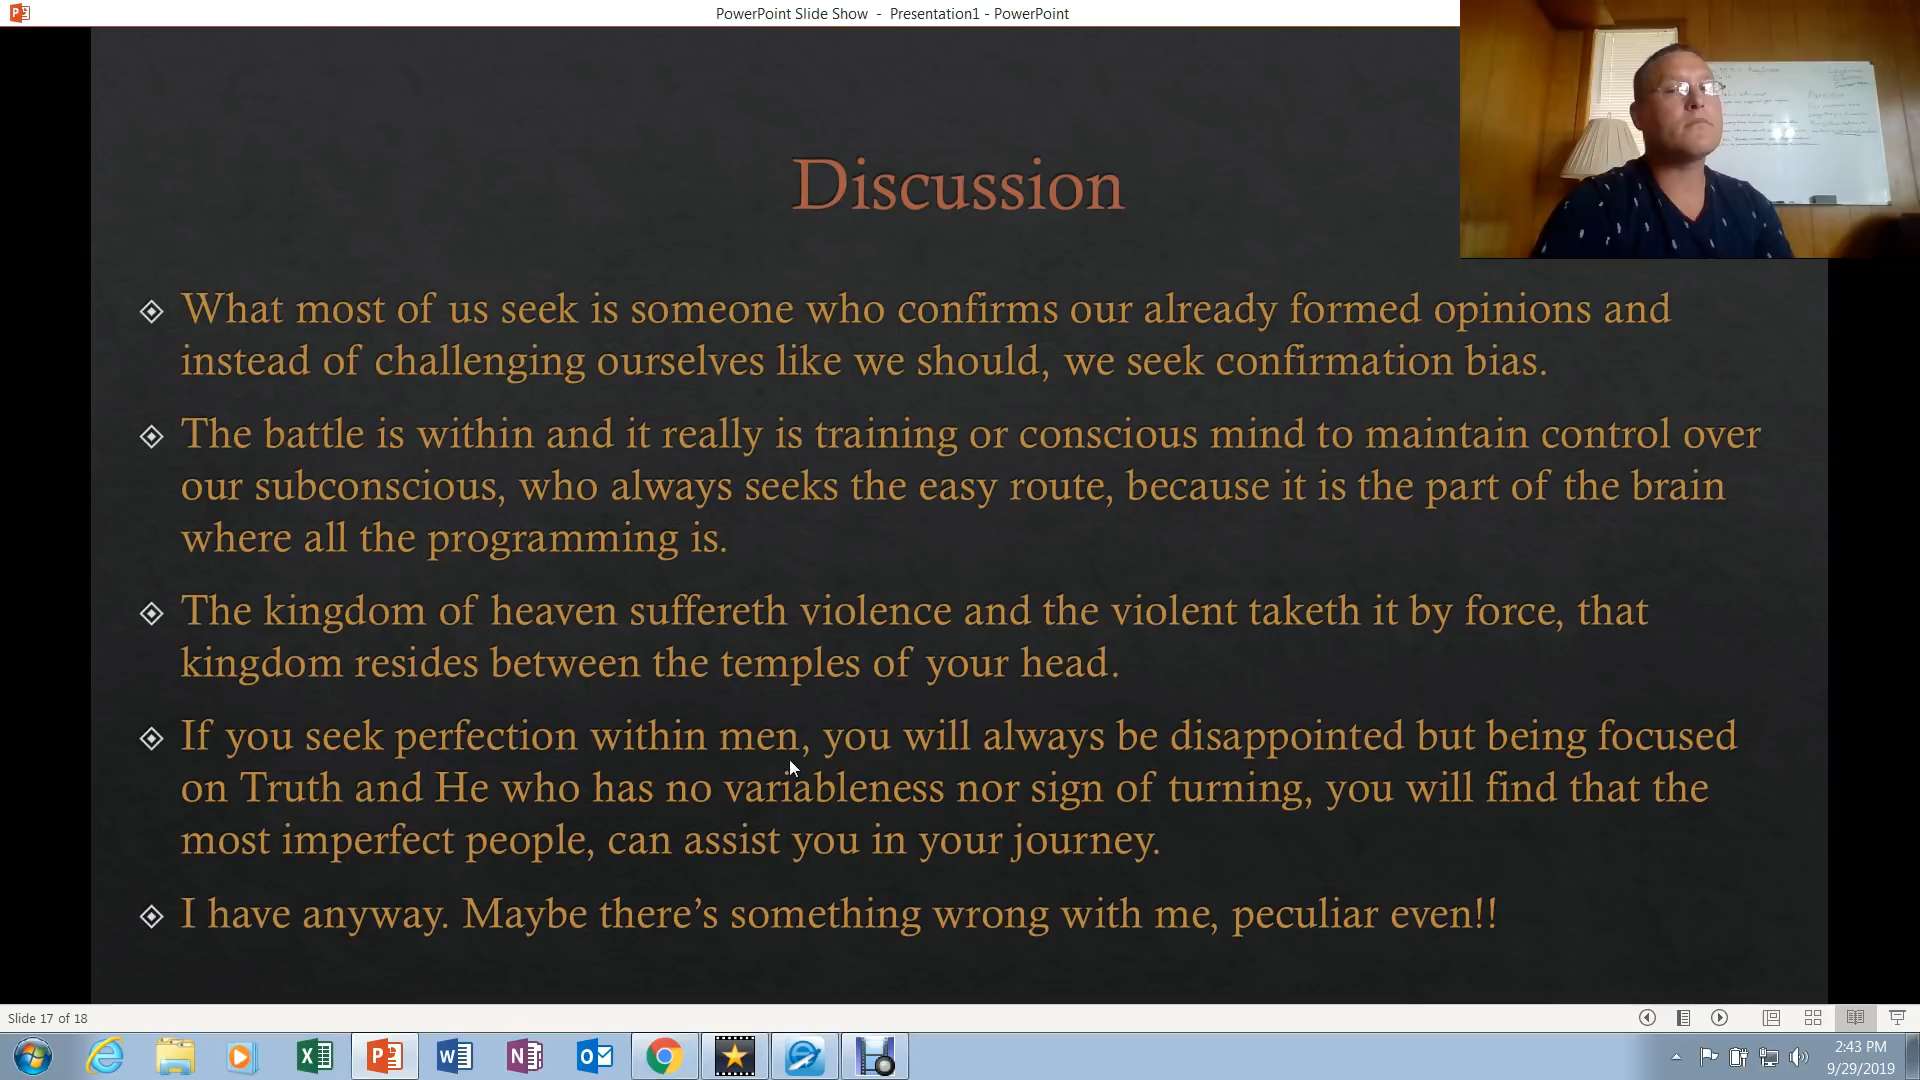 PowerPoint Slide Show - Presentation1 - PowerPoint
Discussion
What most of us seek is someone who confirms our already formed opinions and
instead of challenging ourselves like we should, we seek confirmation bias.
The battle is within and it really is training or conscious mind to maintain control over
our subconscious, who always seeks the easy route, because it is the part of the brain
where all the programming is.
The kingdom of heaven suffereth violence and the violent taketh it by force, that
kingdom resides between the temples of your head.
If you seek perfection within men, you will always be disappointed but being focused
on Truth and He who has no variableness nor sign of turning, you will find that the
most imperfect people, can assist you in your journey.
I have anyway. Maybe there’s something wrong with me, peculiar even!!
Slide 17 of 18
2:43 PM
9/29/2019